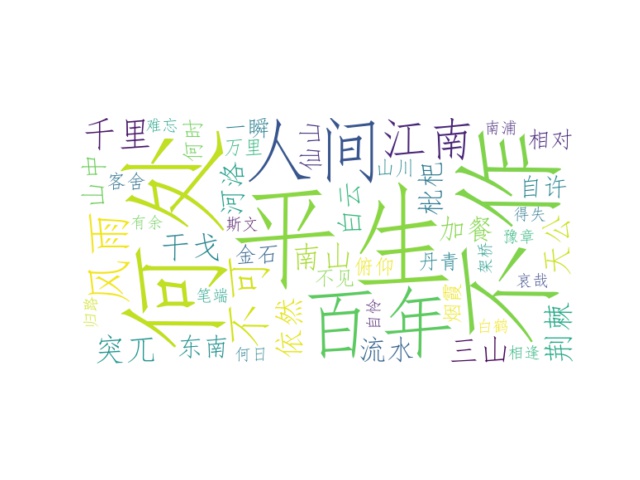 千里
难忘
何时
一瞬
万里
人间
仙山
江南
南浦
相对
山中
客舍
何处
河洛
白云
山川
枇杷
不作
自许
得失
风雨
有余
斯文
平生
加餐
豫章
天公
干戈
金石
南山
不见
俯仰
丹青
架桥
哀哉
归路
笔端
不可
依然
百年
自怜
烟霞
白鹤
荆棘
突兀
东南
何日
流水
三山
相逢